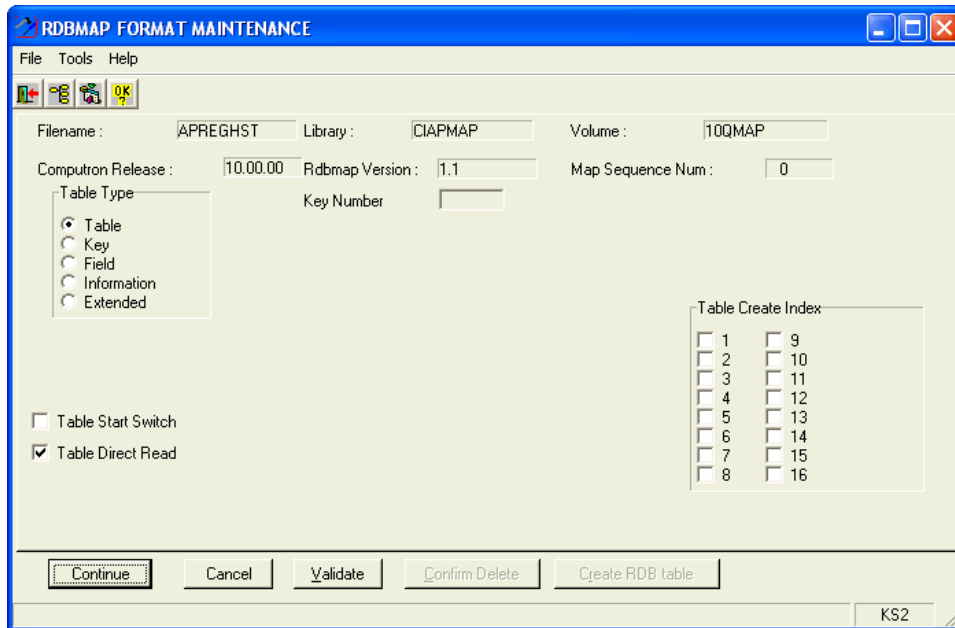 RDBMAP FORMAT MAINTENANCE
File Tools Help
OK ?
Filename : APREGHST Library : CIAPMAP Volume : 10QMAP
Computron Release : 10.00.00 Rdbmap Version : 1.1 Map Sequence Num : 0
Table Type Key Number
Table
Key
Field
Information
Extended
Table Create Index
1 9
2 10
3 11
4 12
5 13
6 14
7 15
8 16
Table Start Switch
Table Direct Read
Continue Cancel Validate Confirm Delete Create RDB table
KS2